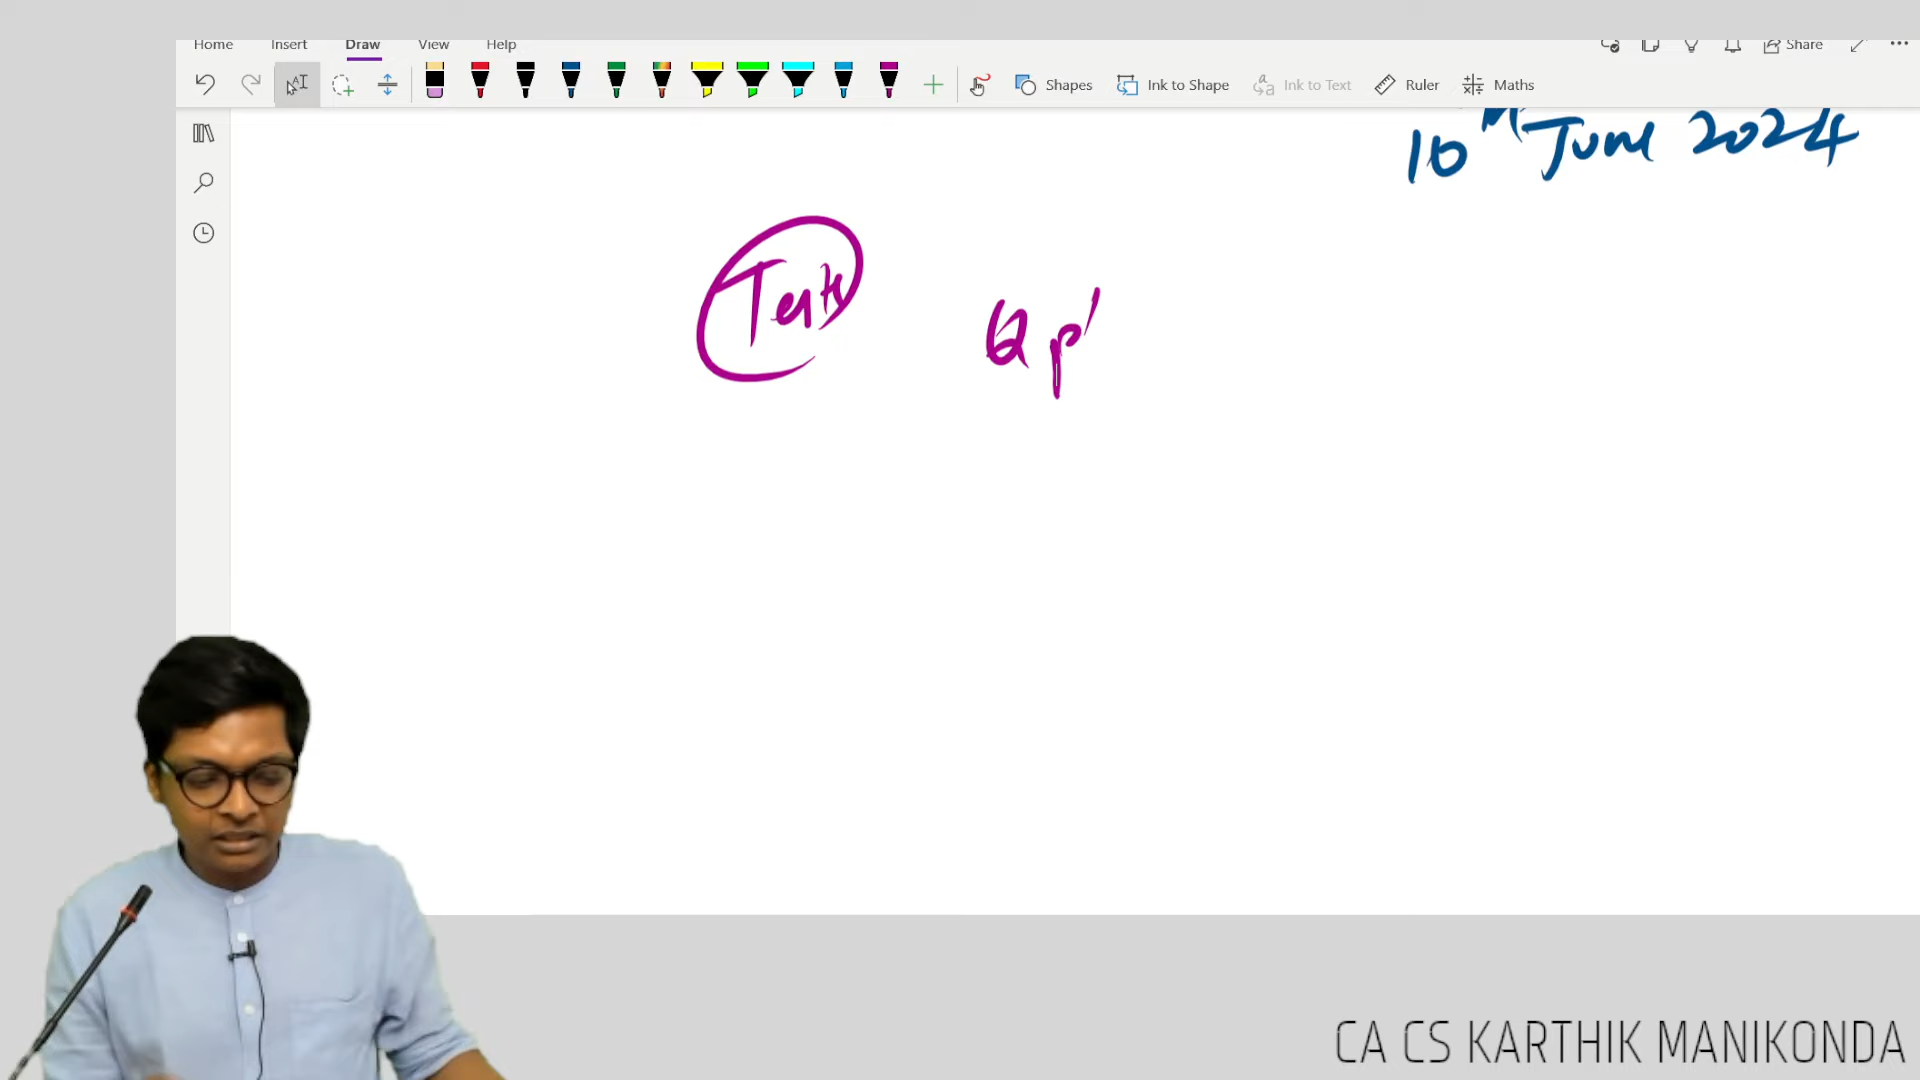 Home Insert Draw View Help Share
Shapes Ink to Shape Ink to Text Ruler Maths
10th June 2024
Tests
Q p'
CA CS KARTHIK MANIKONDA